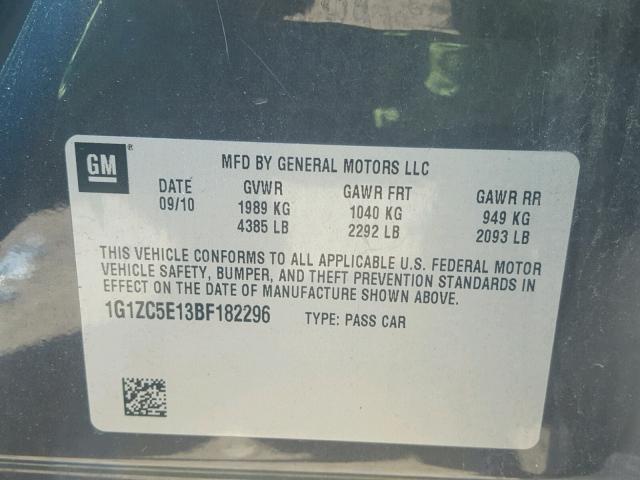 GM®
MFD BY GENERAL MOTORS LLC
DATE GVWR GAWR FRT GAWR RR
09/10 1989 KG 1040 KG 949 KG
4385 LB 2292 LB 2093 LB
THIS VEHICLE CONFORMS TO ALL APPLICABLE U.S. FEDERAL MOTOR
VEHICLE SAFETY, BUMPER, AND THEFT PREVENTION STANDARDS IN
EFFECT ON THE DATE OF MANUFACTURE SHOWN ABOVE.
1G1ZC5E13BF182296 TYPE: PASS CAR